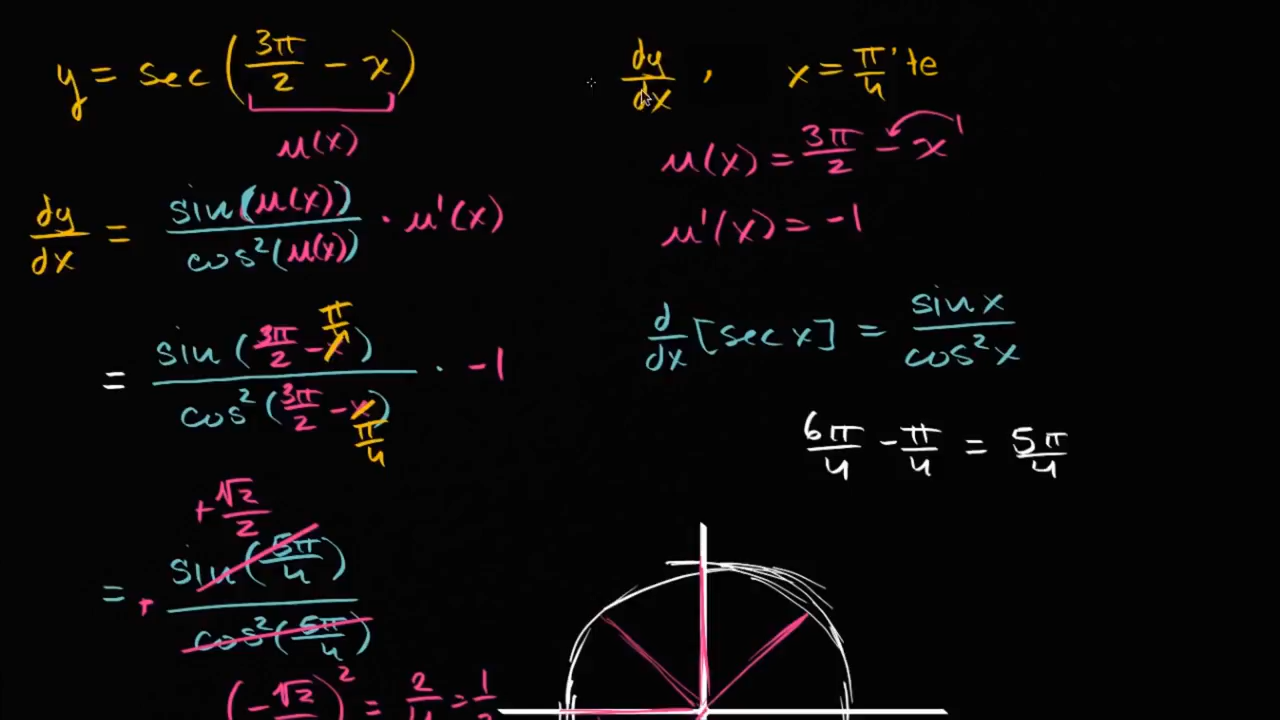 y = sec(3π/2 - x)
u(x)
dy/dx = sin(u(x))/cos²(u(x)) · u'(x)
= sin(3π/2 - x π/4)/cos²(3π/2 - x π/4) · -1
+√2/2
= + sin(5π/4)/cos²(5π/4)
(-√2/ )² = 2/4 = 1/
dy/dx , x = π/4 'te
u(x) = 3π/2 - x 1
u'(x) = -1
d/dx [sec x] = sin x/cos² x
6π/4 - π/4 = 5π/4